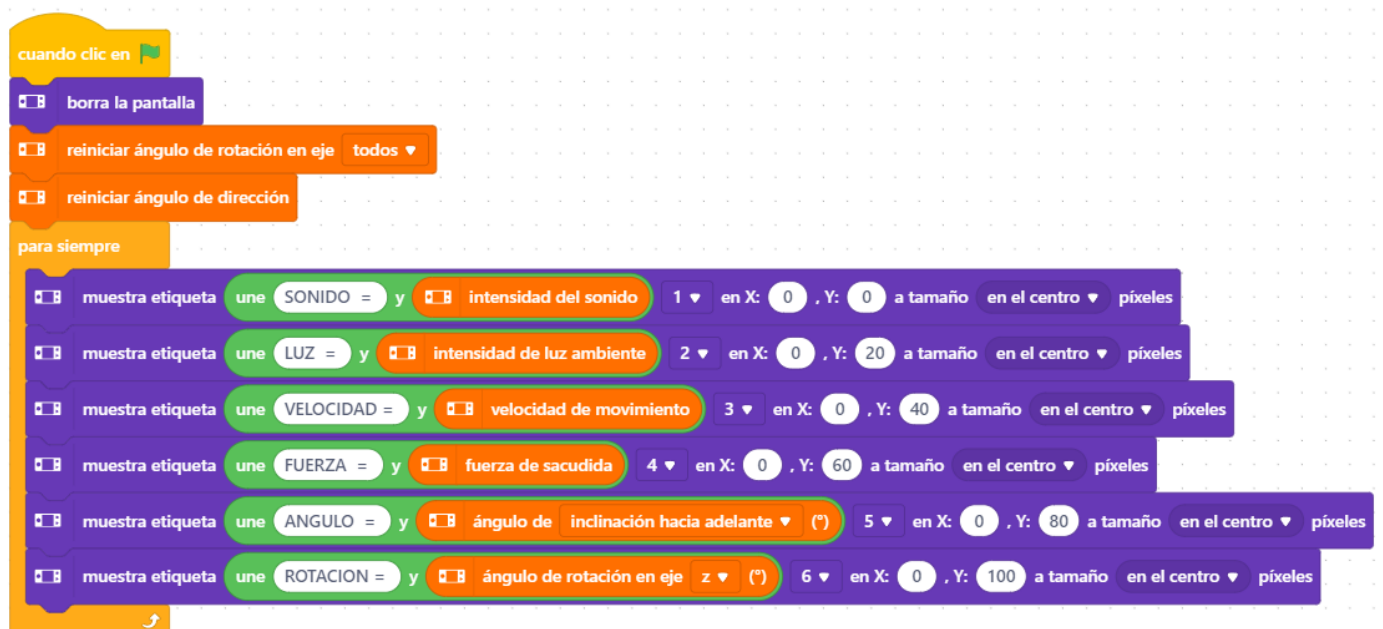 cuando clic en
borra la pantalla
reiniciar ángulo de rotación en eje todos
reiniciar ángulo de dirección
para siempre
muestra etiqueta une SONIDO = y intensidad del sonido 1 en X: 0 , Y: 0 a tamaño en el centro píxeles
muestra etiqueta une LUZ = y intensidad de luz ambiente 2 en X: 0 , Y: 20 a tamaño en el centro píxeles
muestra etiqueta une VELOCIDAD = y velocidad de movimiento 3 en X: 0 , Y: 40 a tamaño en el centro píxeles
muestra etiqueta une FUERZA = y fuerza de sacudida 4 en X: 0 , Y: 60 a tamaño en el centro píxeles
muestra etiqueta une ANGULO = y ángulo de inclinación hacia adelante (°) 5 en X: 0 , Y: 80 a tamaño en el centro píxeles
muestra etiqueta une ROTACION = y ángulo de rotación en eje z (°) 6 en X: 0 , Y: 100 a tamaño en el centro píxeles